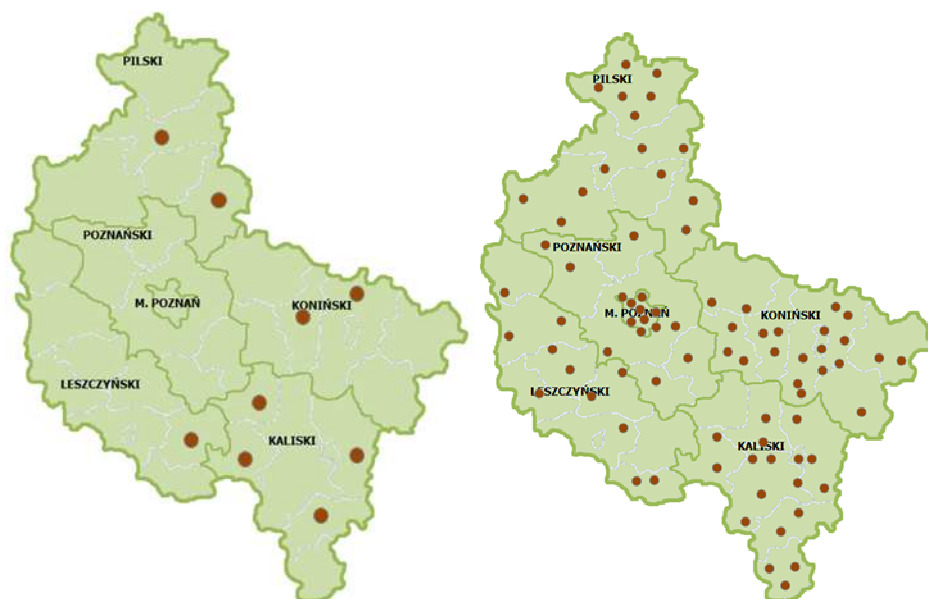 PILSKI
POZNAŃSKI
M. POZNAŃ
KONIŃSKI
LESZCZYŃSKI
KALISKI
PILSKI
POZNAŃSKI
M. POZNAŃ
KONIŃSKI
LESZCZYŃSKI
KALISKI